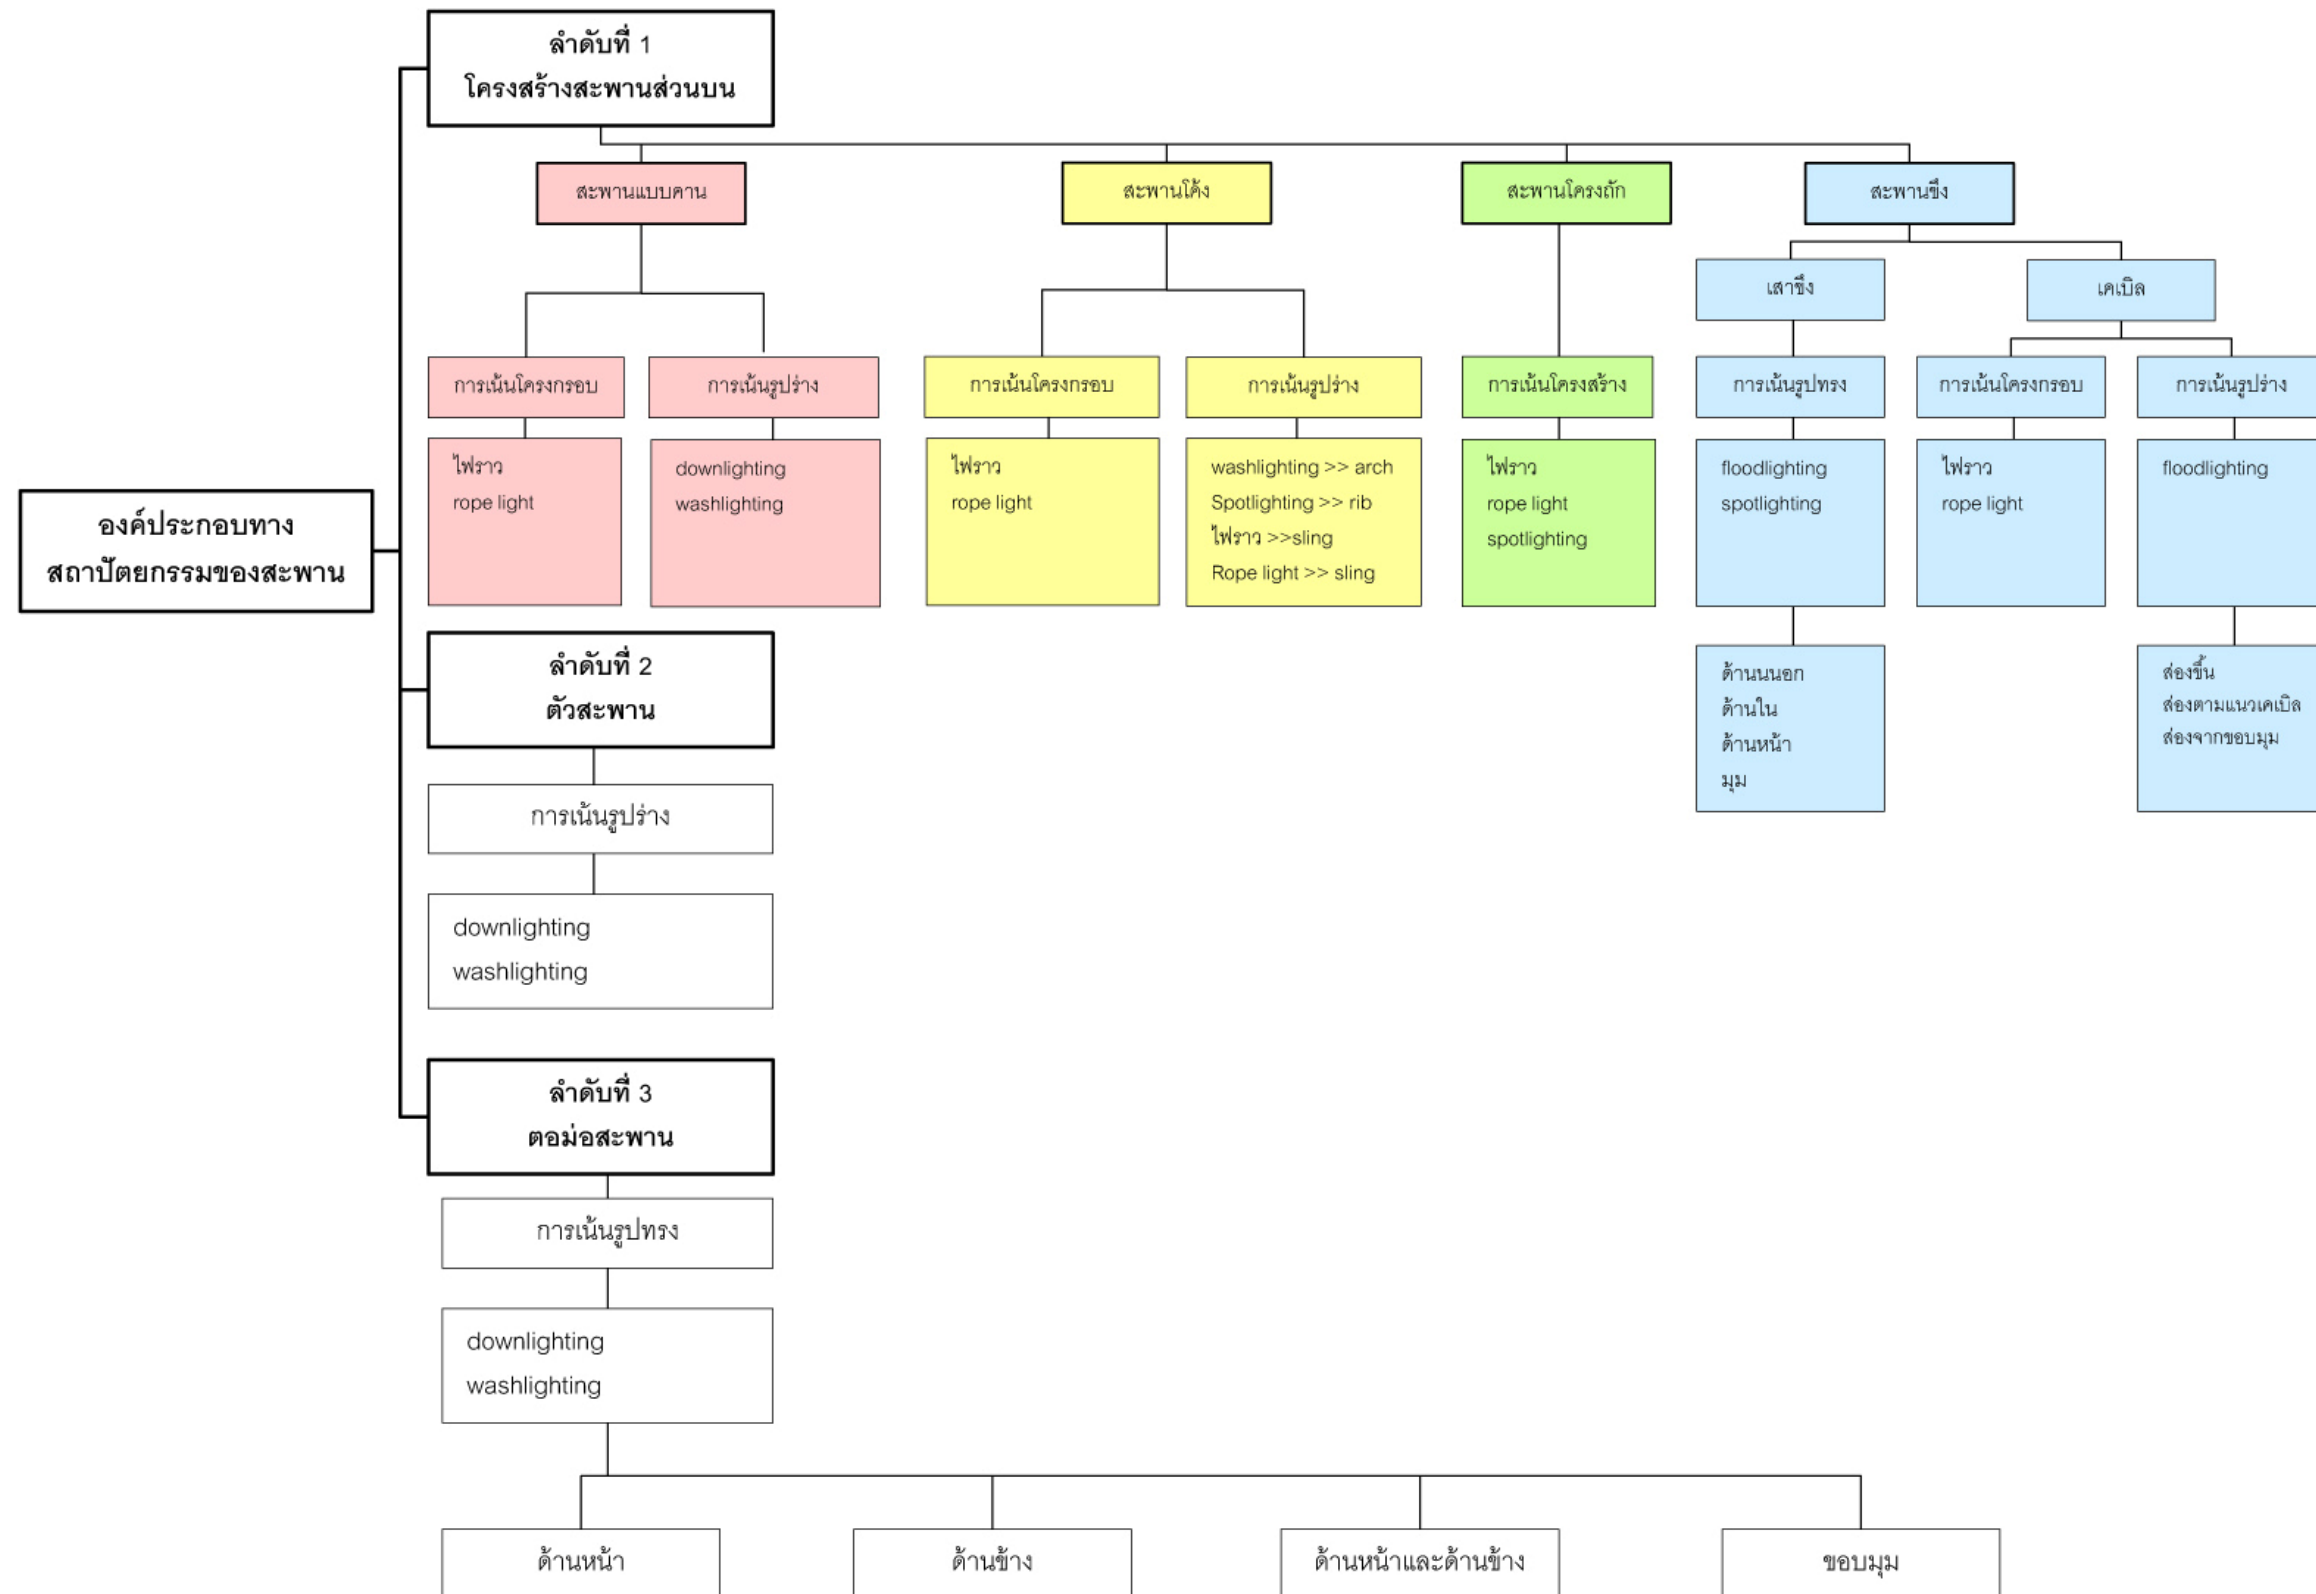 ลำดับที่ 1
โครงสร้างสะพานส่วนบน
สะพานแบบคาน
สะพานโค้ง
สะพานโครงถัก
สะพานขึง
เสาขึง
เคเบิล
การเน้นโครงกรอบ
การเน้นรูปร่าง
การเน้นโครงกรอบ
การเน้นรูปร่าง
การเน้นโครงสร้าง
การเน้นรูปทรง
การเน้นโครงกรอบ
การเน้นรูปร่าง
ไฟราว
rope light
downlighting
washlighting
ไฟราว
rope light
washlighting >> arch
Spotlighting >> rib
ไฟราว >>sling
Rope light >> sling
ไฟราว
rope light
spotlighting
floodlighting
spotlighting
ไฟราว
rope light
floodlighting
องค์ประกอบทาง
สถาปัตยกรรมของสะพาน
ด้านนนอก
ด้านใน
ด้านหน้า
มุม
ส่องขึ้น
ส่องตามแนวเคเบิล
ส่องจากขอบมุม
ลำดับที่ 2
ตัวสะพาน
การเน้นรูปร่าง
downlighting
washlighting
ลำดับที่ 3
ตอม่อสะพาน
การเน้นรูปทรง
downlighting
washlighting
ด้านหน้า
ด้านข้าง
ด้านหน้าและด้านข้าง
ขอบมุม